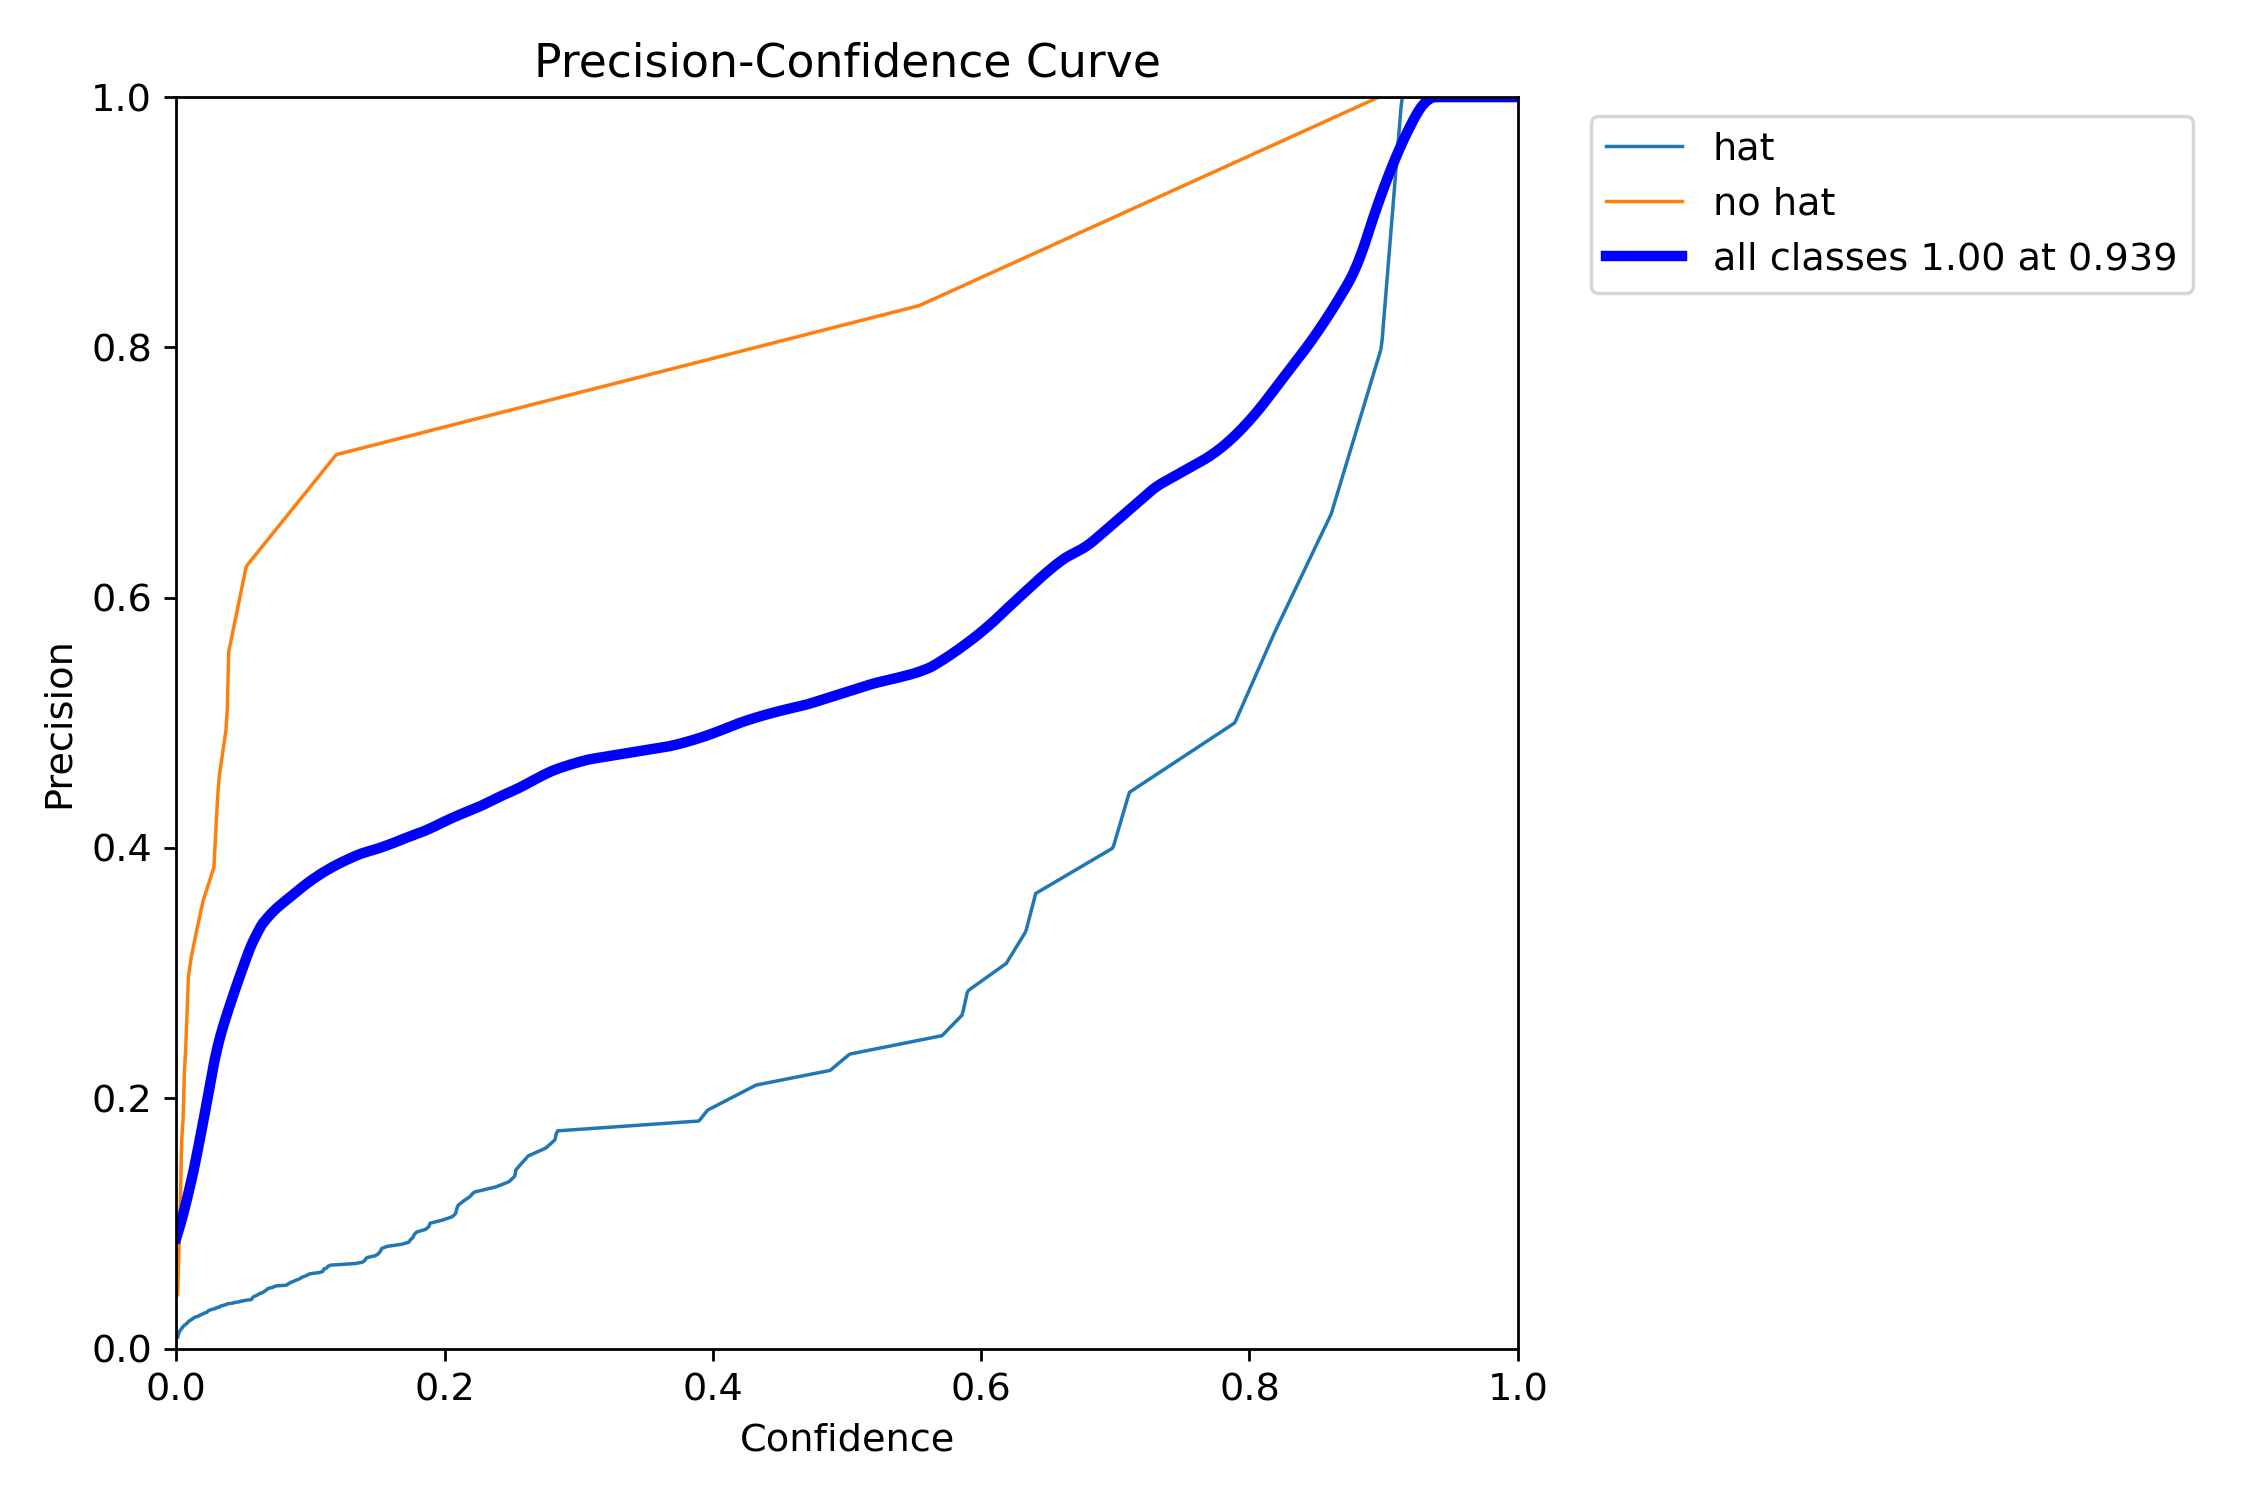 Precision-Confidence Curve
1.0
0.8
0.6
0.4
0.2
0.0
Precision
0.0 0.2 0.4 0.6 0.8 1.0
Confidence
hat
no hat
all classes 1.00 at 0.939